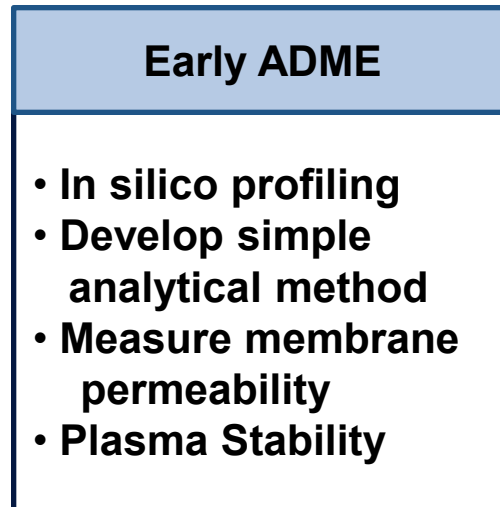 Early ADME
• In silico profiling
• Develop simple
analytical method
• Measure membrane
permeability
• Plasma Stability